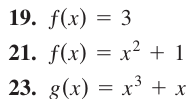 19. f(x) = 3
21. f(x) = x² + 1
23. g(x) = x³ + x